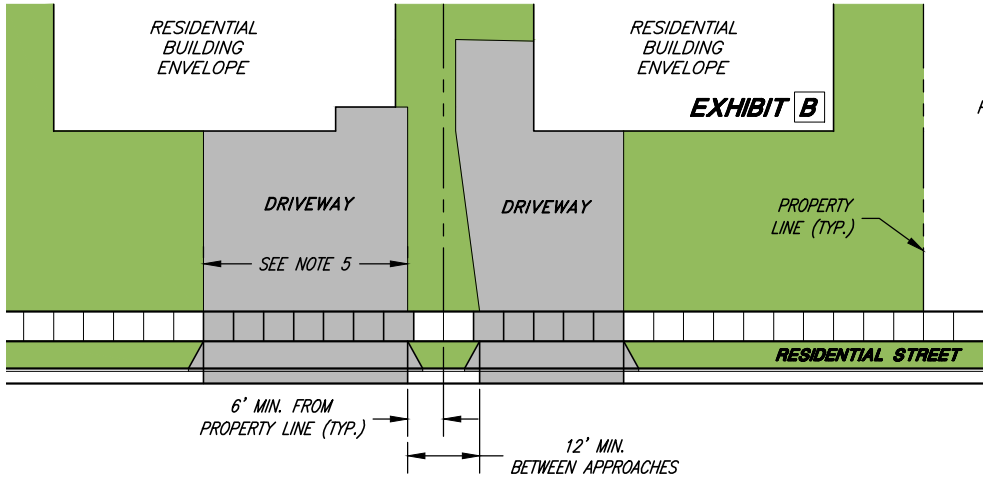 RESIDENTIAL
BUILDING
ENVELOPE
RESIDENTIAL
BUILDING
ENVELOPE
EXHIBIT B
DRIVEWAY
DRIVEWAY
PROPERTY
LINE (TYP.)
SEE NOTE 5
RESIDENTIAL STREET
6' MIN. FROM
PROPERTY LINE (TYP.)
12' MIN.
BETWEEN APPROACHES